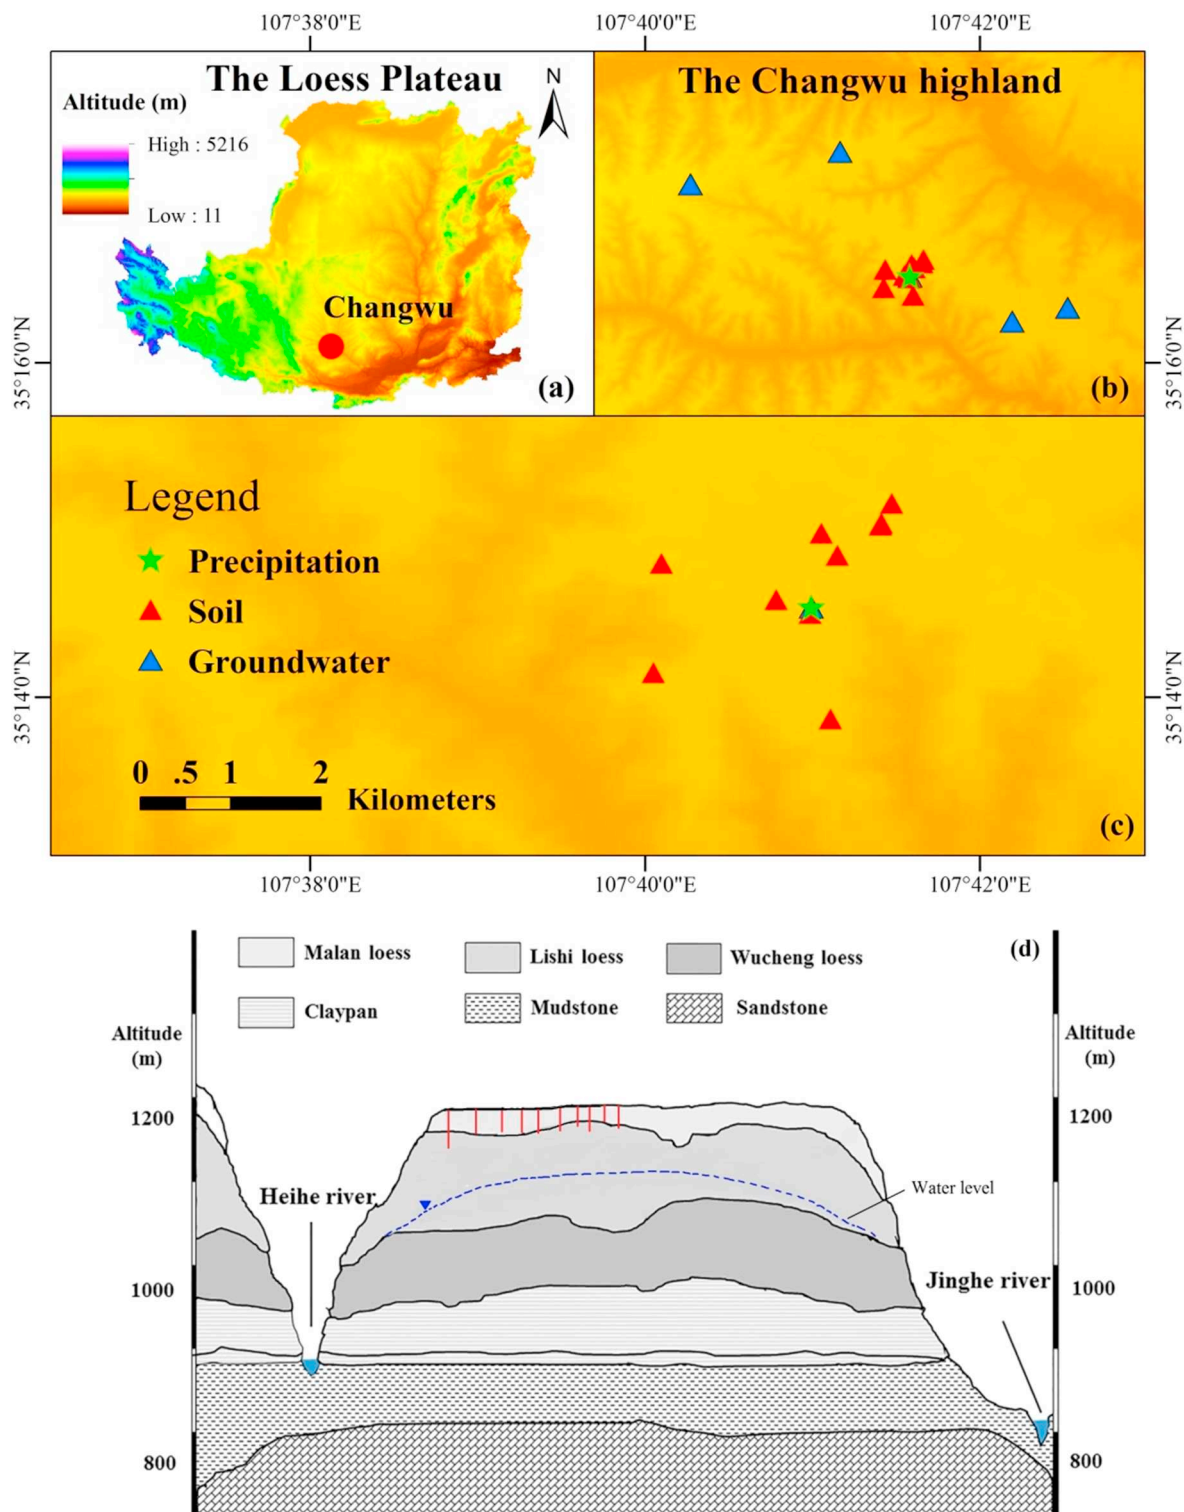 107°38'0"E
107°40'0"E
107°42'0"E
The Loess Plateau
N
Altitude (m)
High : 5216
Low : 11
Changwu
(a)
The Changwu highland
(b)
35°16'0"N
35°16'0"N
Legend
Precipitation
Soil
Groundwater
0 .5 1 2
Kilometers
(c)
35°14'0"N
35°14'0"N
107°38'0"E
107°40'0"E
107°42'0"E
Malan loess
Lishi loess
Wucheng loess
(d)
Claypan
Mudstone
Sandstone
Altitude
(m)
Altitude
(m)
1200
1200
Heihe river
Water level
Jinghe river
1000
1000
800
800